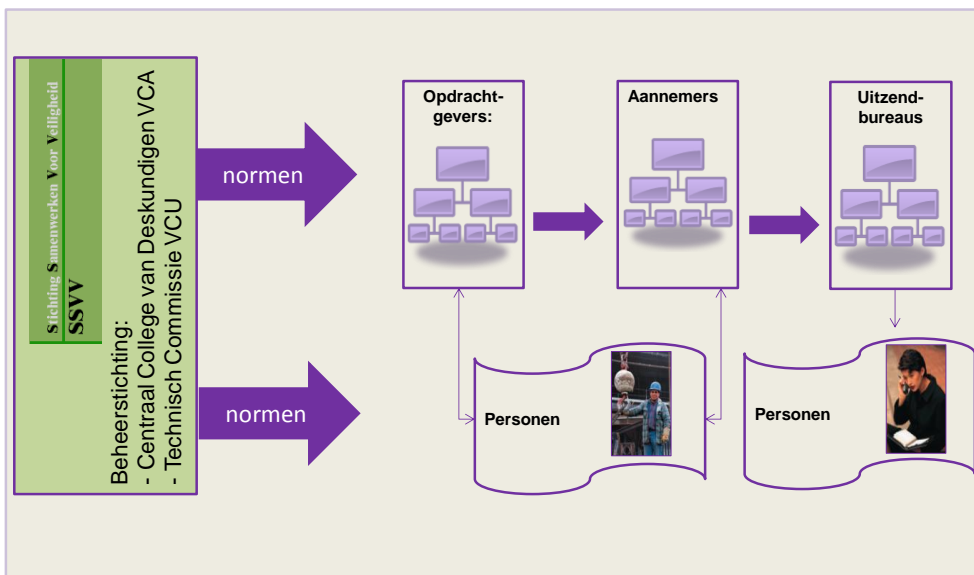 Stichting Samenwerken Voor Veiligheid
SSVV
Beheerstichting:
- Centraal College van Deskundigen VCA
- Technisch Commissie VCU
normen
normen
Opdracht-
gevers:
Aannemers
Uitzend-
bureaus
Personen
Personen